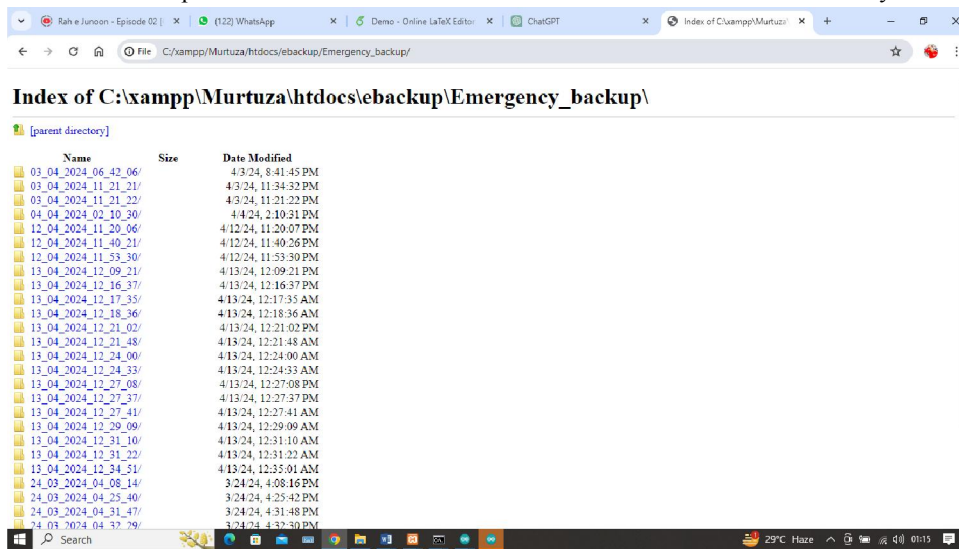 Rah e Junoon - Episode 02 |
(122) WhatsApp
Demo - Online LaTeX Editor
ChatGPT
Index of C:\xampp\Murtuza\
File
C:/xampp/Murtuza/htdocs/ebackup/Emergency_backup/
Index of C:\xampp\Murtuza\htdocs\ebackup\Emergency_backup\
[parent directory]
Name Size Date Modified
03_04_2024_06_42_06/ 4/3/24, 8:41:45 PM
03_04_2024_11_21_21/ 4/3/24, 11:34:32 PM
03_04_2024_11_21_22/ 4/3/24, 11:21:22 PM
04_04_2024_02_10_30/ 4/4/24, 2:10:31 PM
12_04_2024_11_20_06/ 4/12/24, 11:20:07 PM
12_04_2024_11_40_21/ 4/12/24, 11:40:26 PM
12_04_2024_11_53_30/ 4/12/24, 11:53:30 PM
13_04_2024_12_09_21/ 4/13/24, 12:09:21 PM
13_04_2024_12_16_37/ 4/13/24, 12:16:37 PM
13_04_2024_12_17_35/ 4/13/24, 12:17:35 AM
13_04_2024_12_18_36/ 4/13/24, 12:18:36 AM
13_04_2024_12_21_02/ 4/13/24, 12:21:02 PM
13_04_2024_12_21_48/ 4/13/24, 12:21:48 AM
13_04_2024_12_24_00/ 4/13/24, 12:24:00 AM
13_04_2024_12_24_33/ 4/13/24, 12:24:33 AM
13_04_2024_12_27_08/ 4/13/24, 12:27:08 PM
13_04_2024_12_27_37/ 4/13/24, 12:27:37 PM
13_04_2024_12_27_41/ 4/13/24, 12:27:41 AM
13_04_2024_12_29_09/ 4/13/24, 12:29:09 AM
13_04_2024_12_31_10/ 4/13/24, 12:31:10 AM
13_04_2024_12_31_22/ 4/13/24, 12:31:22 AM
13_04_2024_12_34_51/ 4/13/24, 12:35:01 AM
24_03_2024_04_08_14/ 3/24/24, 4:08:16 PM
24_03_2024_04_25_40/ 3/24/24, 4:25:42 PM
24_03_2024_04_31_47/ 3/24/24, 4:31:48 PM
24_03_2024_04_32_29/ 3/24/24, 4:32:30 PM
Search
29°C Haze
01:15